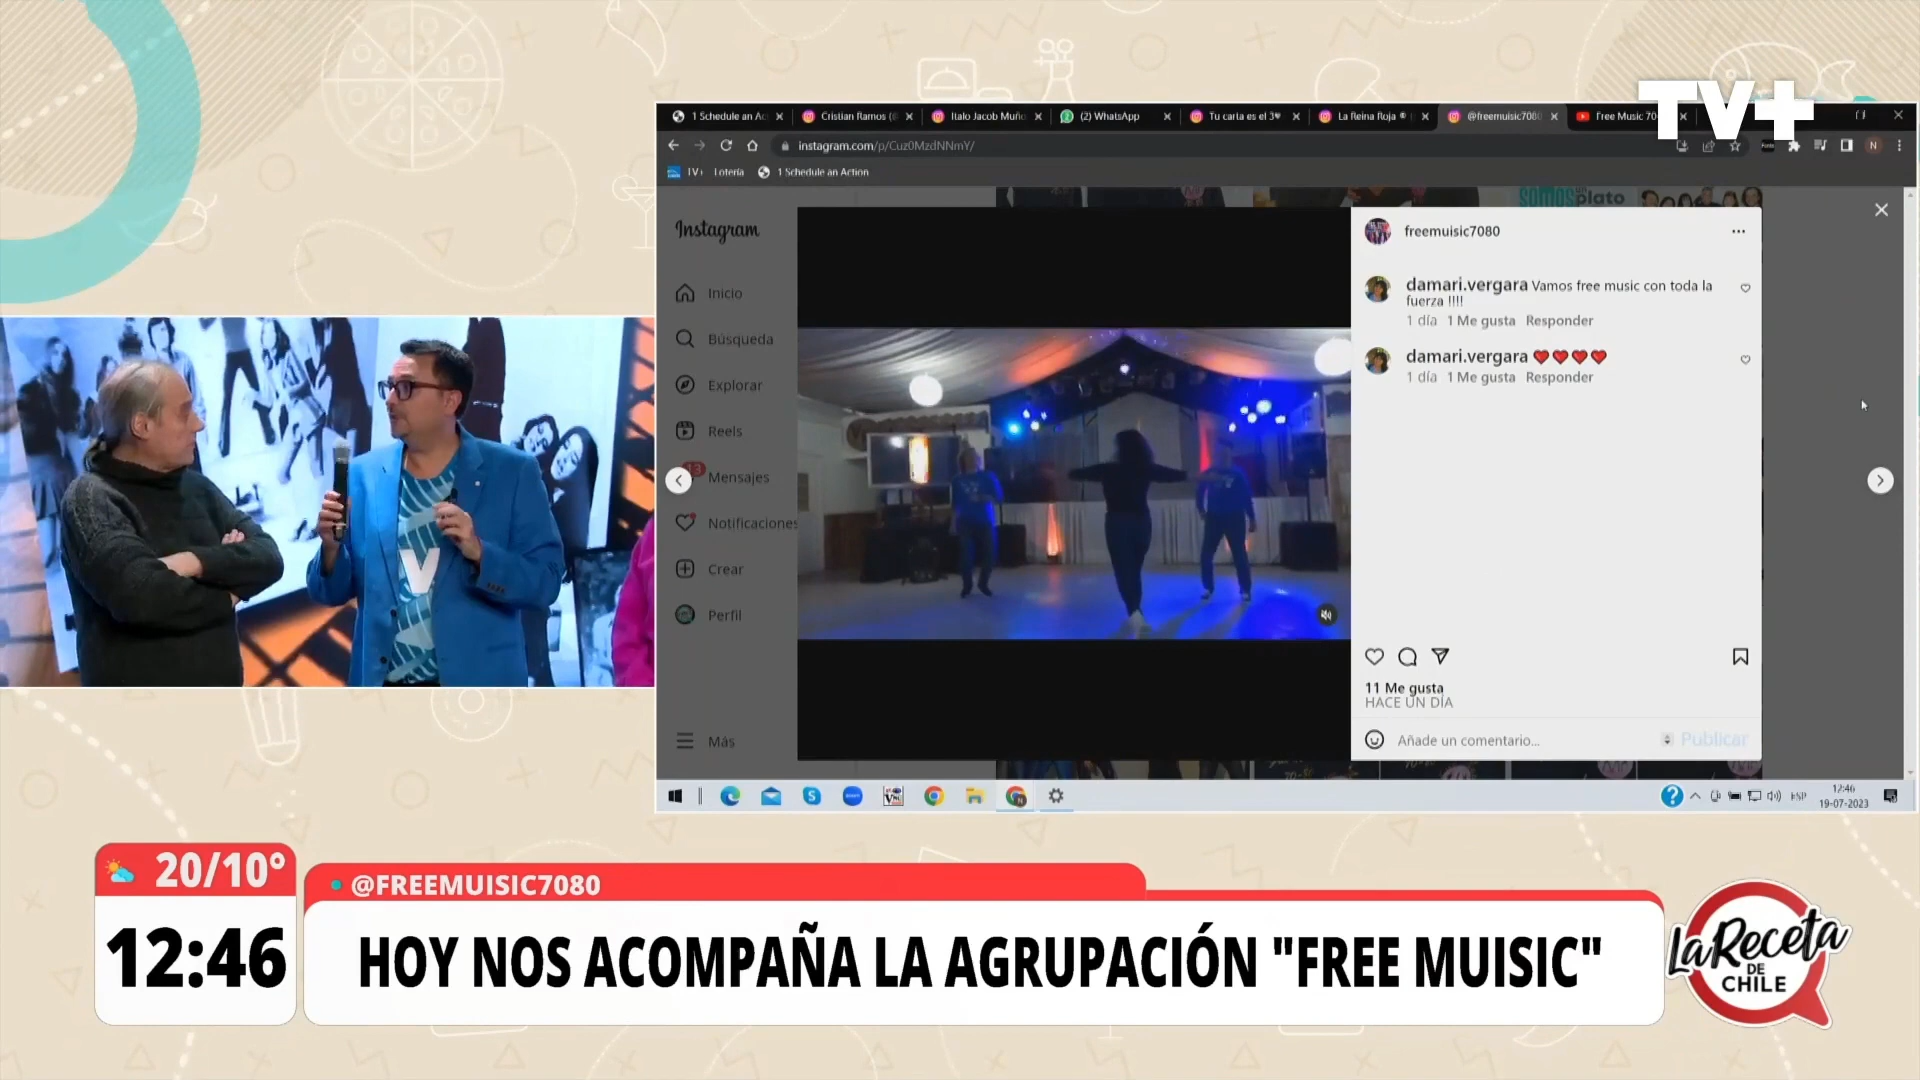 TV+
1 Schedule an Ac
Cristian Ramos (@
Italo Jacob Muño
(2) WhatsApp
Tu carta es el 3♥
La Reina Roja
@freemuisic7080
Free Music 70
instagram.com/p/Cuz0MzdNNmY/
TV+
Lotería
1 Schedule an Action
SOMOS
plato
Instagram
freemuisic7080
damari.vergara Vamos free music con toda la
fuerza !!!!
1 día 1 Me gusta Responder
damari.vergara ❤❤❤❤
1 día 1 Me gusta Responder
Inicio
Búsqueda
Explorar
Reels
13
Mensajes
Notificaciones
Crear
Perfil
Más
V
11 Me gusta
HACE UN DÍA
Añade un comentario...
Publicar
ESP
12:46
19-07-2023
20/10°
12:46
@FREEMUISIC7080
HOY NOS ACOMPAÑA LA AGRUPACIÓN "FREE MUISIC"
La Receta
DE
CHILE